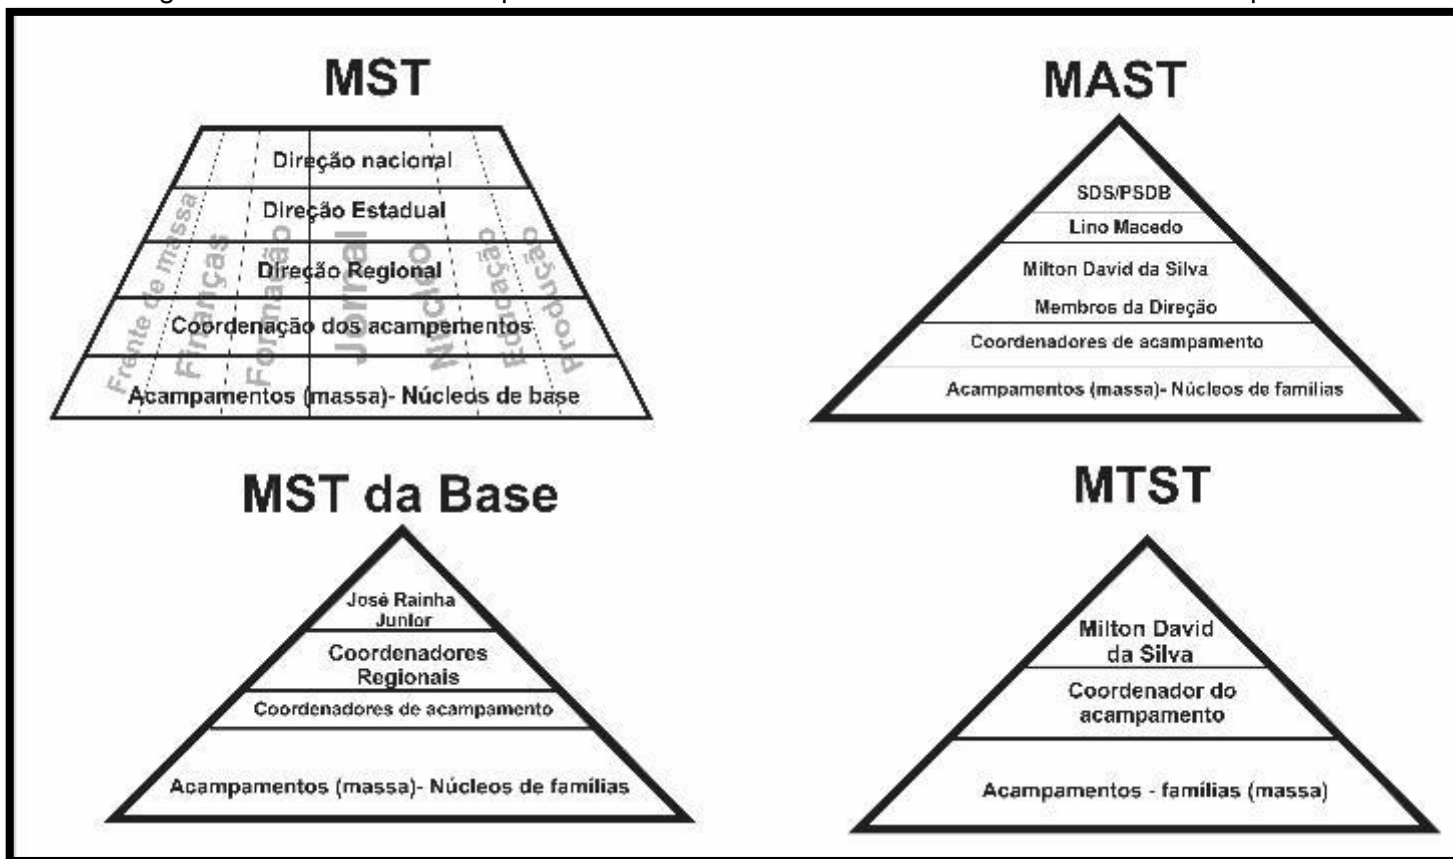 MST
Direção nacional
Direção Estadual
Direção Regional
Coordenação dos acampementos
Acampamentos (massa)- Núcleos de base
Frente de massa
Finanças
Formação
Jornal
Núcleo
Educação
Produção
MAST
SDS/PSDB
Lino Macedo
Milton David da Silva
Membros da Direção
Coordenadores de acampamento
Acampamentos (massa)- Núcleos de famílias
MST da Base
José Rainha
Junior
Coordenadores
Regionais
Coordenadores de acampamento
Acampamentos (massa)- Núcleos de famílias
MTST
Milton David
da Silva
Coordenador do
acampamento
Acampamentos - famílias (massa)